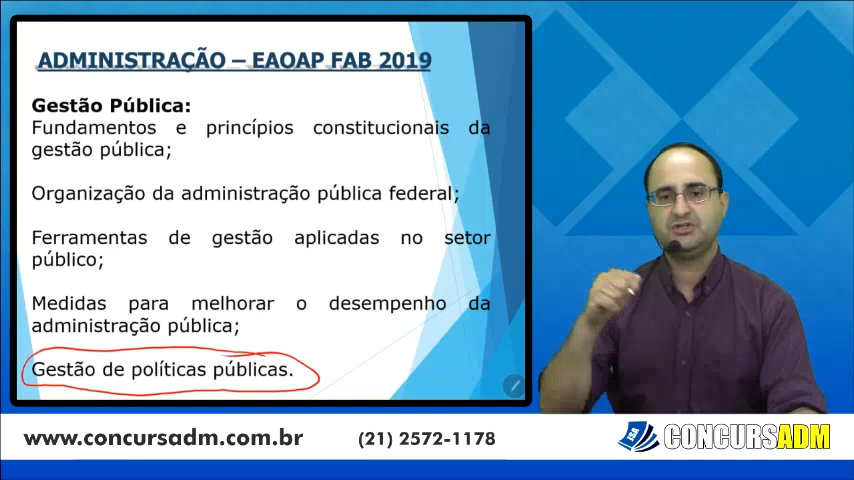 ADMINISTRAÇÃO – EAOAP FAB 2019
Gestão Pública:
Fundamentos e princípios constitucionais da
gestão pública;
Organização da administração pública federal;
Ferramentas de gestão aplicadas no setor
público;
Medidas para melhorar o desempenho da
administração pública;
Gestão de políticas públicas.
www.concursadm.com.br
(21) 2572-1178
ISA
CONCURSADM